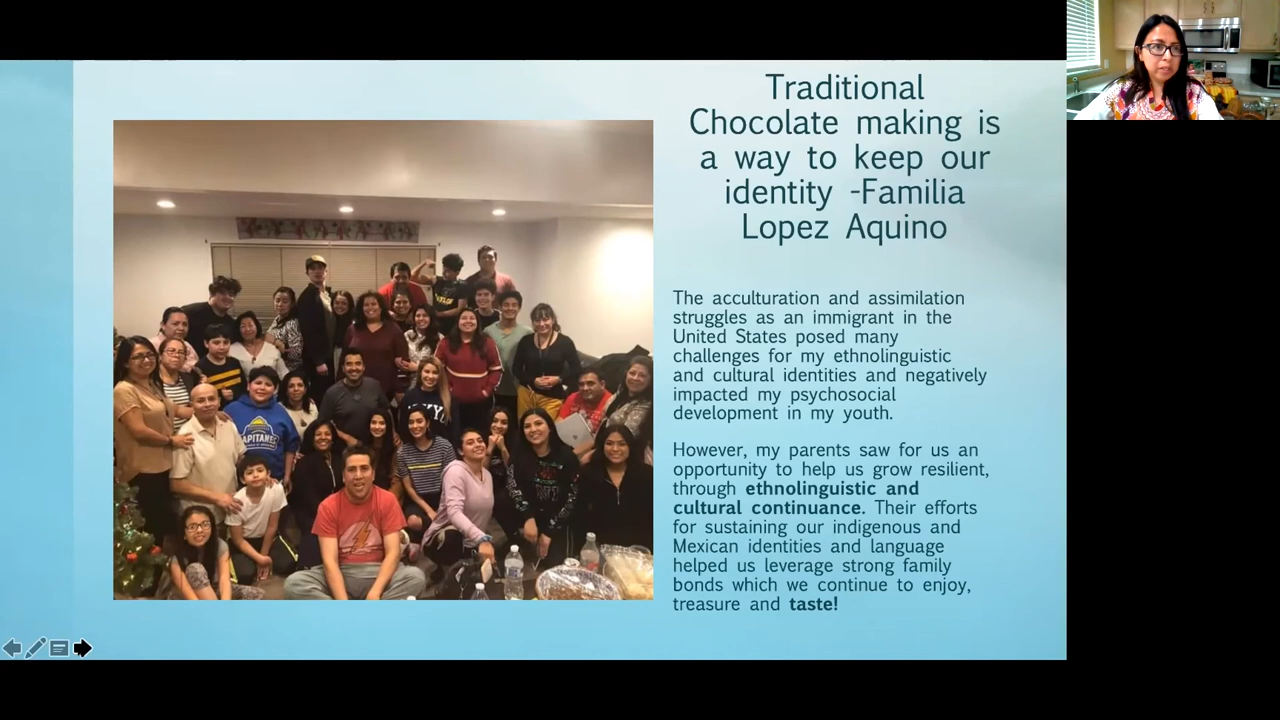 Traditional
Chocolate making is
a way to keep our
identity -Familia
Lopez Aquino
The acculturation and assimilation
struggles as an immigrant in the
United States posed many
challenges for my ethnolinguistic
and cultural identities and negatively
impacted my psychosocial
development in my youth.
However, my parents saw for us an
opportunity to help us grow resilient,
through ethnolinguistic and
cultural continuance. Their efforts
for sustaining our indigenous and
Mexican identities and language
helped us leverage strong family
bonds which we continue to enjoy,
treasure and taste!
CAPITANES